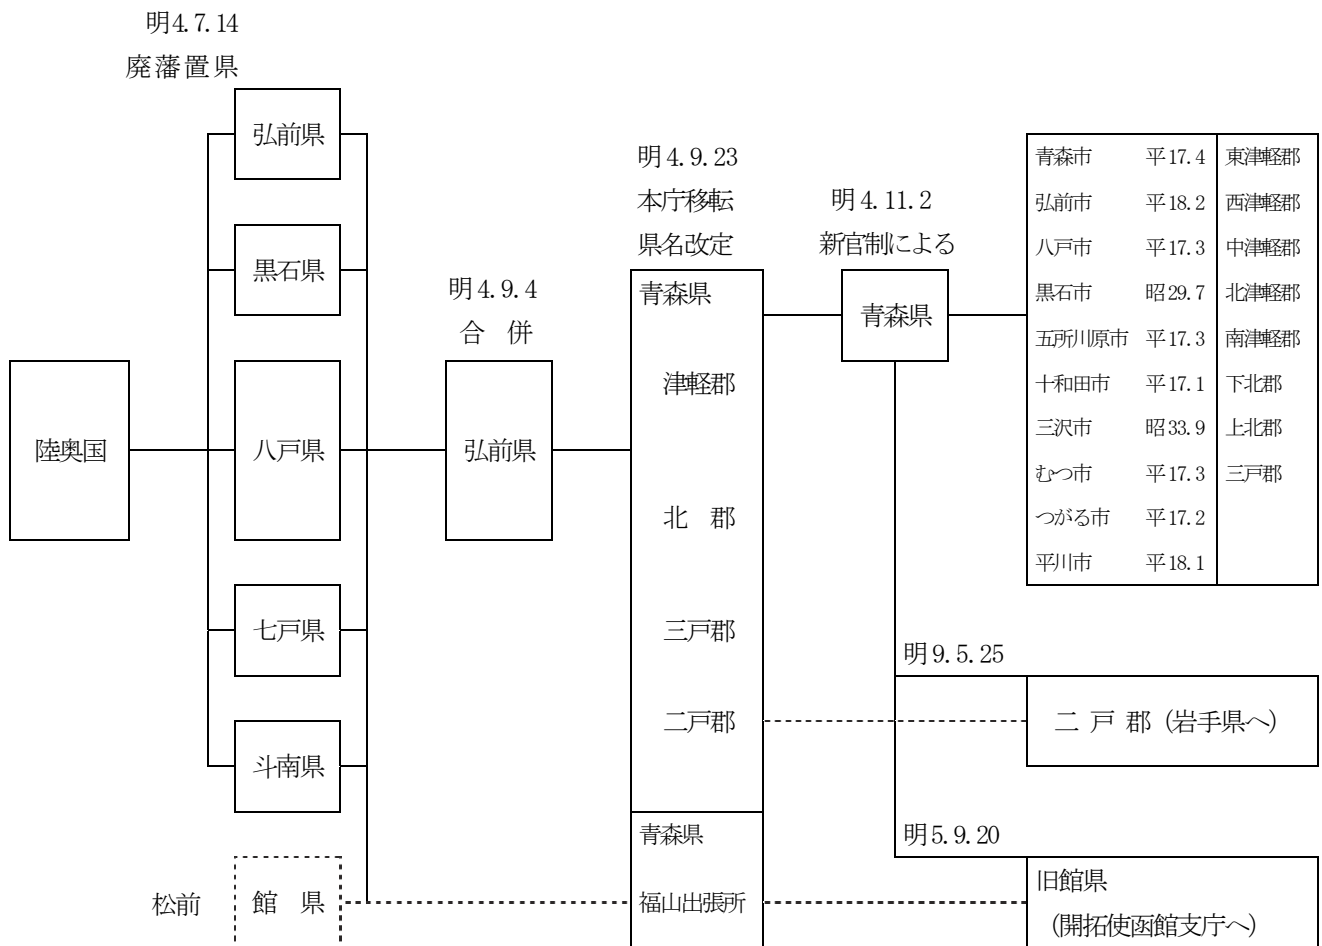 明4.7.14
廃藩置県
陸奥国
弘前県
黒石県
八戸県
七戸県
斗南県
松前
館 県
明4.9.4
合 併
弘前県
明4.9.23
本庁移転
県名改定
青森県
津軽郡
北 郡
三戸郡
二戸郡
青森県
福山出張所
明4.11.2
新官制による
青森県
青森市 平17.4 東津軽郡
弘前市 平18.2 西津軽郡
八戸市 平17.3 中津軽郡
黒石市 昭29.7 北津軽郡
五所川原市 平17.3 南津軽郡
十和田市 平17.1 下北郡
三沢市 昭33.9 上北郡
むつ市 平17.3 三戸郡
つがる市 平17.2
平川市 平18.1
明9.5.25
二 戸 郡 (岩手県へ)
明5.9.20
旧館県
(開拓使函館支庁へ)